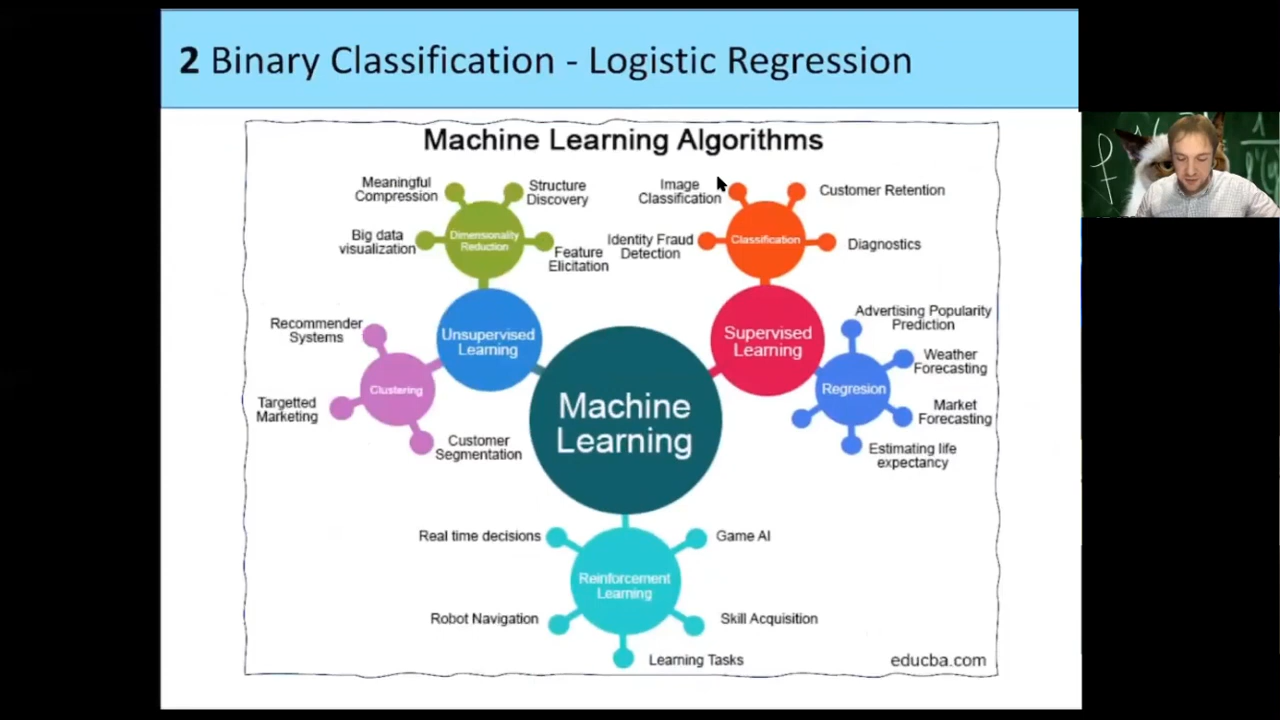 2 Binary Classification - Logistic Regression
Machine Learning Algorithms
Meaningful
Compression
Structure
Discovery
Big data
visualization
Dimensionality
Reduction
Feature
Elicitation
Image
Classification
Customer Retention
Identity Fraud
Detection
Classification
Diagnostics
Recommender
Systems
Unsupervised
Learning
Clustering
Targetted
Marketing
Customer
Segmentation
Supervised
Learning
Advertising Popularity
Prediction
Weather
Forecasting
Regresion
Market
Forecasting
Estimating life
expectancy
Machine
Learning
Real time decisions
Game AI
Reinforcement
Learning
Robot Navigation
Skill Acquisition
Learning Tasks
educba.com